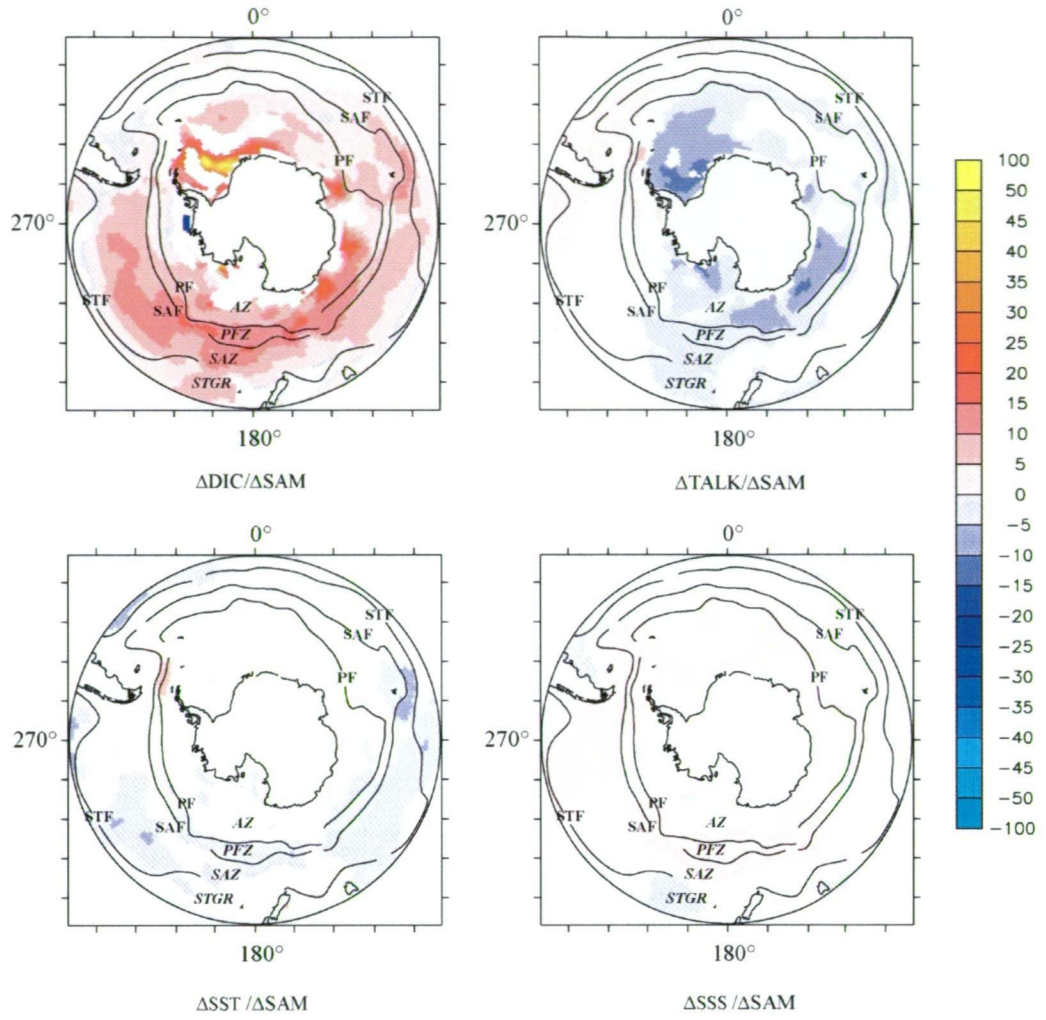 0°
0°
STF
SAF
PF
270°
PF
STF
SAF
AZ
PFZ
SAZ
STGR
180°
ΔDIC/ΔSAM
STF
SAF
PF
270°
PF
STF
SAF
AZ
PFZ
SAZ
STGR
180°
ΔTALK/ΔSAM
100
50
45
40
35
30
25
20
15
10
5
0
−5
−10
−15
−20
−25
−30
−35
−40
−45
−50
−100
0°
0°
STF
SAF
PF
270°
PF
STF
SAF
AZ
PFZ
SAZ
STGR
180°
ΔSST /ΔSAM
STF
SAF
PF
270°
PF
STF
SAF
AZ
PFZ
SAZ
STGR
180°
ΔSSS /ΔSAM